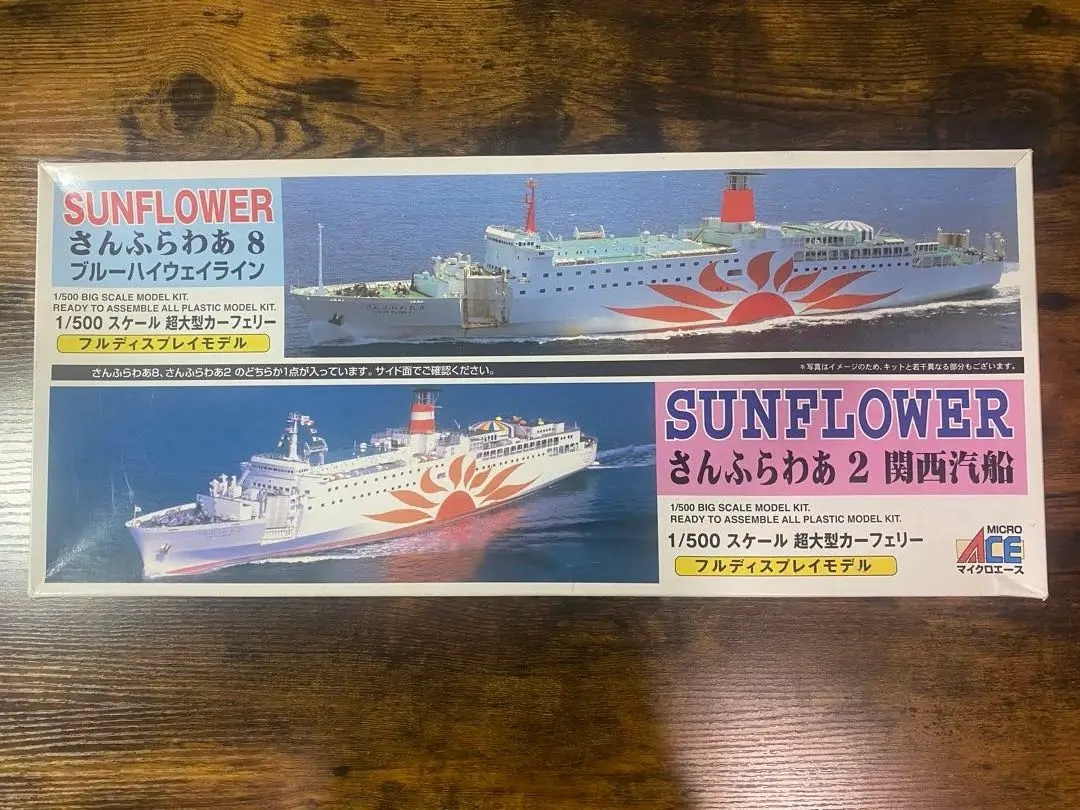 SUNFLOWER
さんふらわあ 8
ブルーハイウェイライン
1/500 BIG SCALE MODEL KIT.
READY TO ASSEMBLE ALL PLASTIC MODEL KIT.
1/500 スケール 超大型カーフェリー
フルディスプレイモデル
さんふらわあ8、さんふらわあ2 のどちらか1点が入っています。サイド面でご確認ください。
*写真はイメージのため、キットと若干異なる部分もございます。
SUNFLOWER
さんふらわあ 2 関西汽船
1/500 BIG SCALE MODEL KIT.
READY TO ASSEMBLE ALL PLASTIC MODEL KIT.
1/500 スケール 超大型カーフェリー
フルディスプレイモデル
MICRO
ACE
マイクロエース